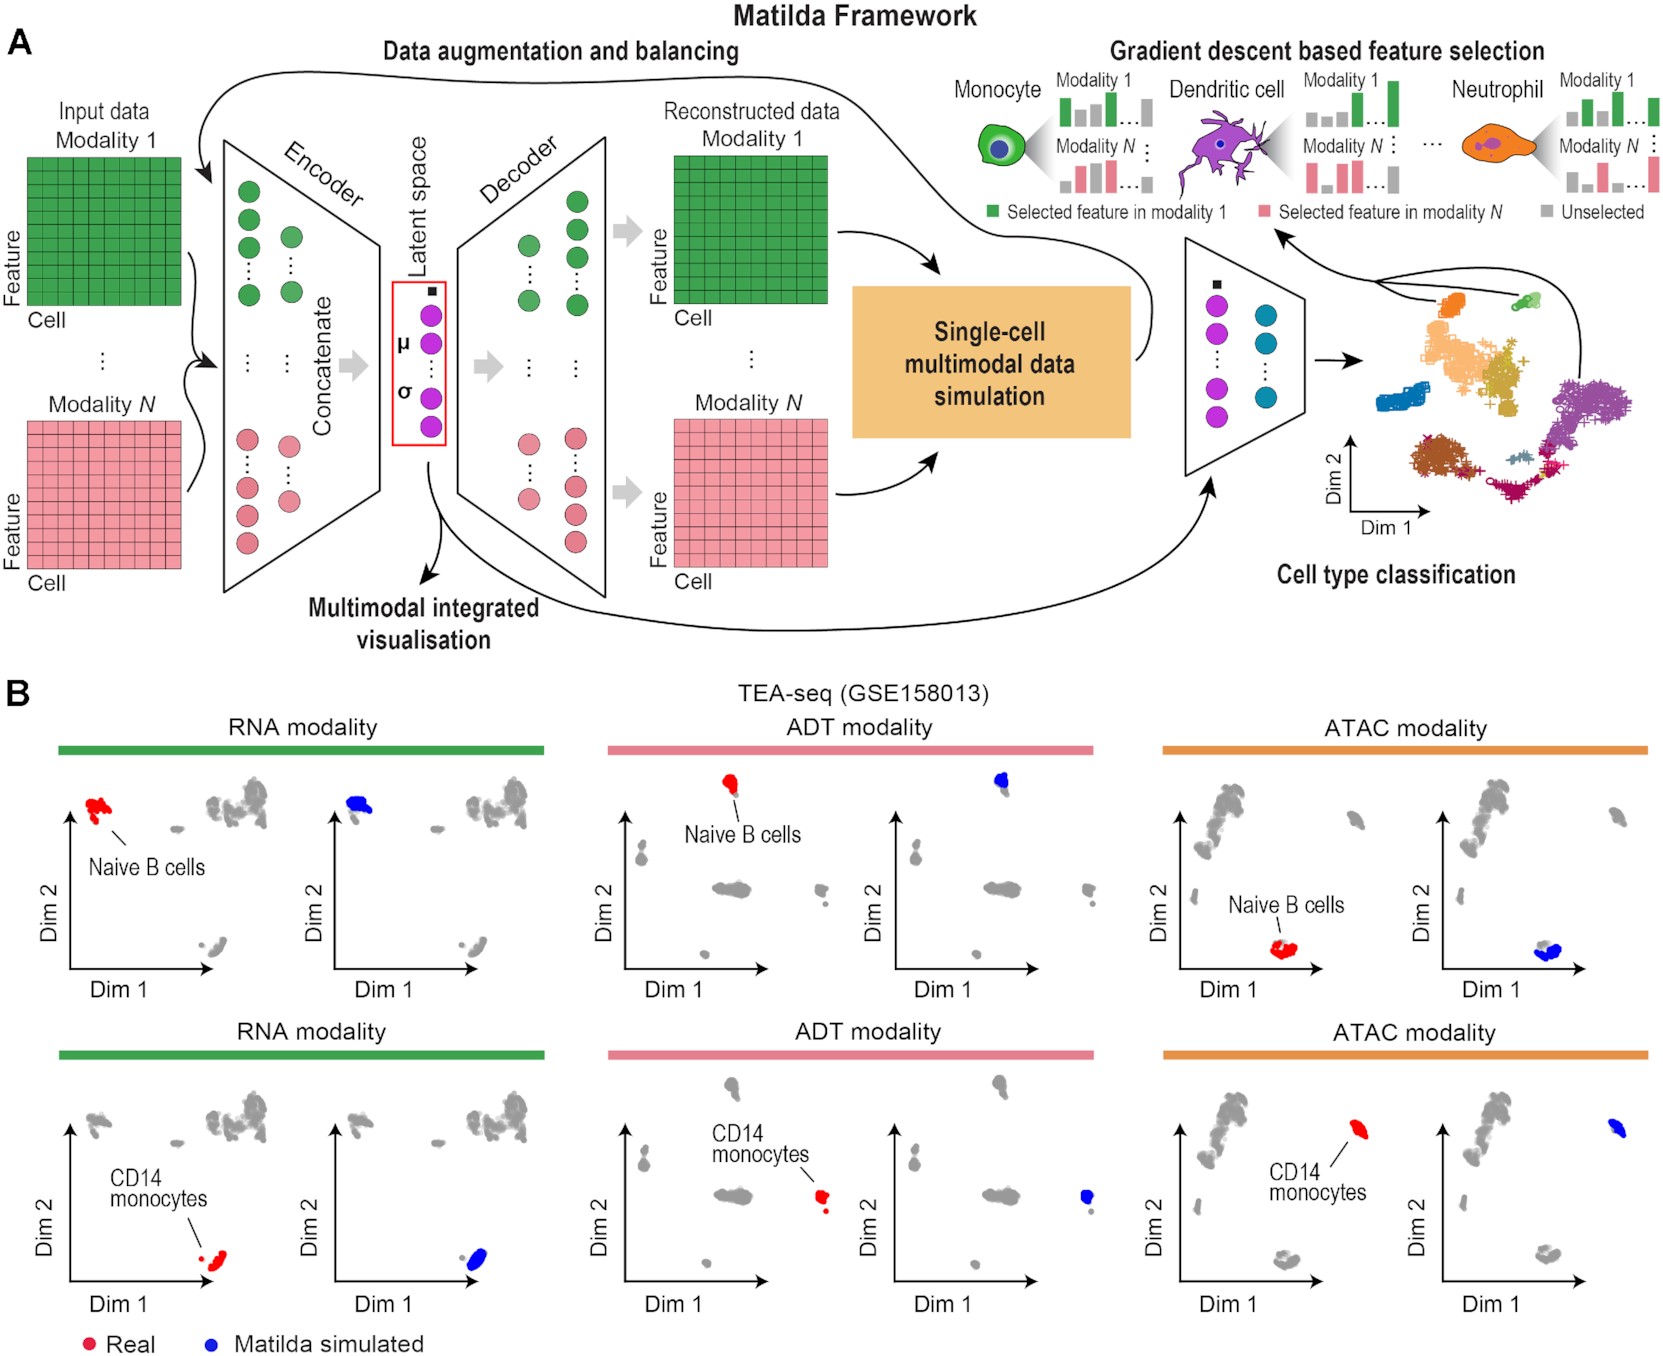 Matilda Framework
A
Data augmentation and balancing
Gradient descent based feature selection
Input data
Modality 1
Feature
Cell
Modality N
Feature
Cell
Encoder
Concatenate
Latent space
μ
σ
Decoder
Reconstructed data
Modality 1
Feature
Cell
Modality N
Feature
Cell
Single-cell
multimodal data
simulation
Monocyte
Modality 1
Modality N
Dendritic cell
Modality 1
Modality N
Neutrophil
Modality 1
Modality N
Selected feature in modality 1
Selected feature in modality N
Unselected
Dim 2
Dim 1
Cell type classification
Multimodal integrated
visualisation
B
TEA-seq (GSE158013)
RNA modality
ADT modality
ATAC modality
Naive B cells
Dim 2
Dim 1
Dim 2
Dim 1
Naive B cells
Dim 2
Dim 1
Dim 2
Dim 1
Naive B cells
Dim 2
Dim 1
Dim 2
Dim 1
RNA modality
ADT modality
ATAC modality
CD14
monocytes
Dim 2
Dim 1
Dim 2
Dim 1
CD14
monocytes
Dim 2
Dim 1
Dim 2
Dim 1
CD14
monocytes
Dim 2
Dim 1
Dim 2
Dim 1
Real
Matilda simulated